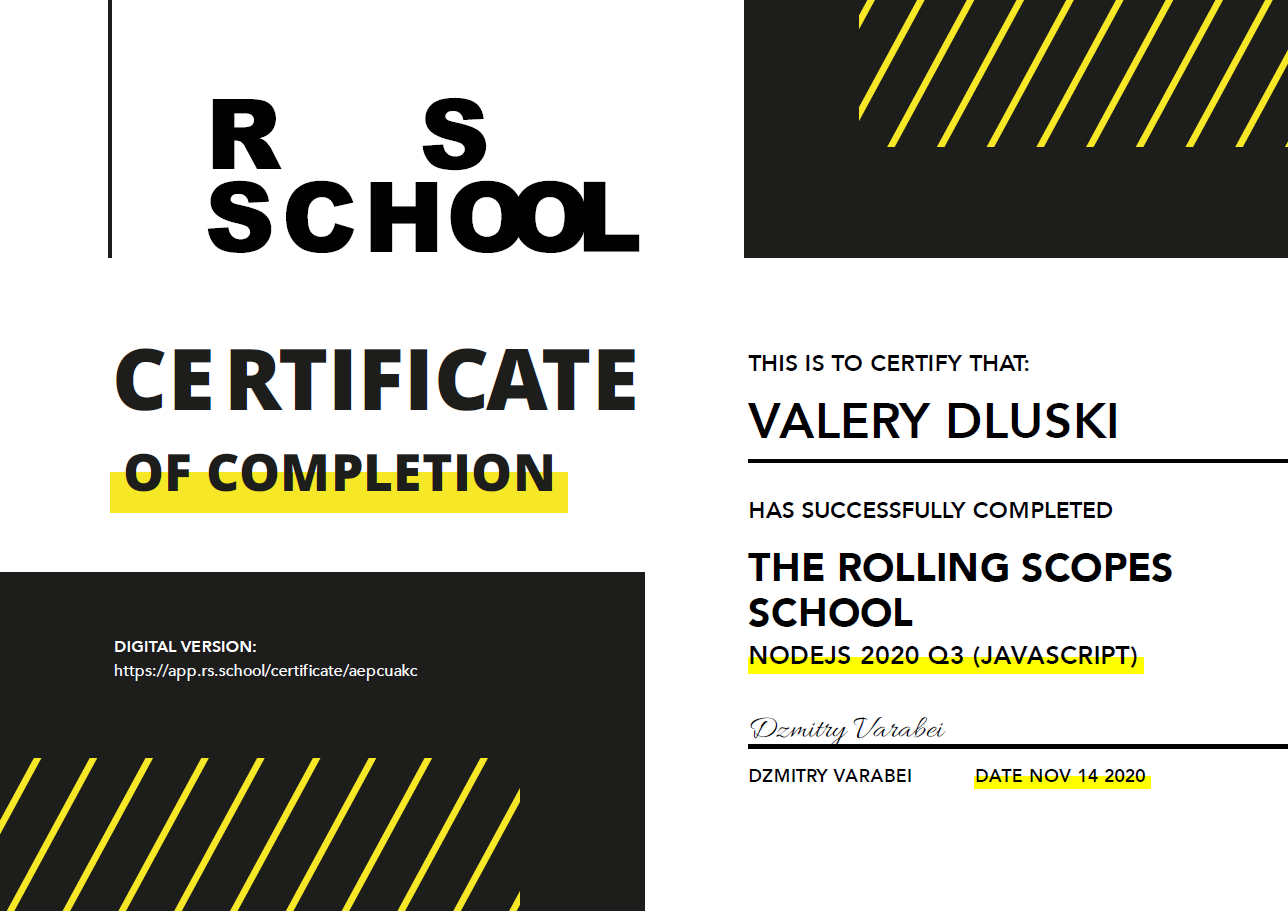 R S
SCHOOL
CERTIFICATE
OF COMPLETION
DIGITAL VERSION:
https://app.rs.school/certificate/aepcuakc
THIS IS TO CERTIFY THAT:
VALERY DLUSKI
HAS SUCCESSFULLY COMPLETED
THE ROLLING SCOPES
SCHOOL
NODEJS 2020 Q3 (JAVASCRIPT)
Dzmitry Varabei
DZMITRY VARABEI DATE NOV 14 2020